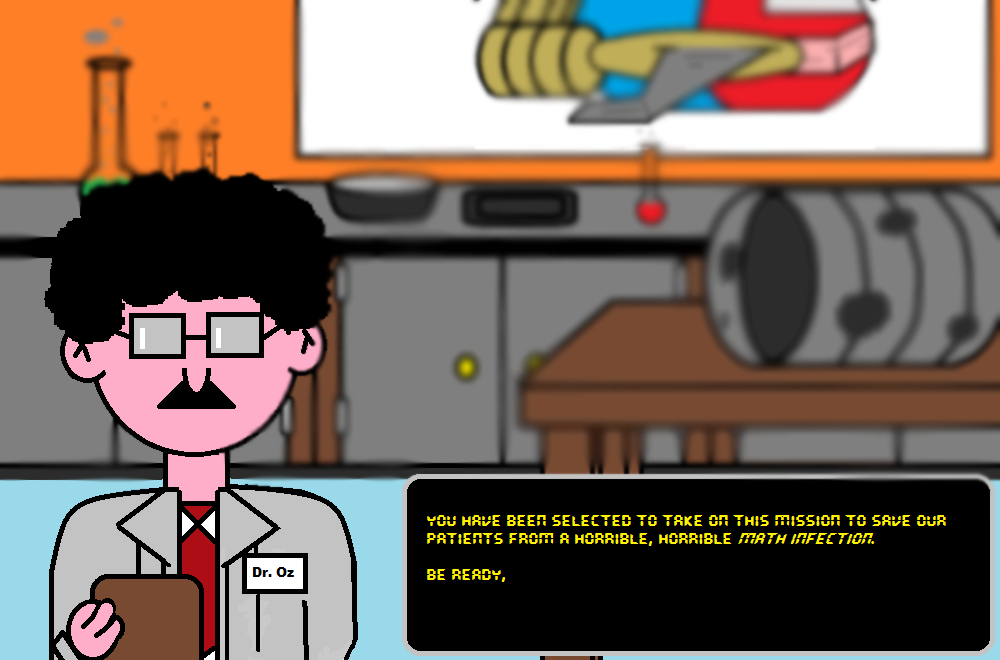 Dr. Oz
YOU HAVE BEEN SELECTED TO TAKE ON THIS MISSION TO SAVE OUR
PATIENTS FROM A HORRIBLE, HORRIBLE MATH INFECTION.
BE READY,